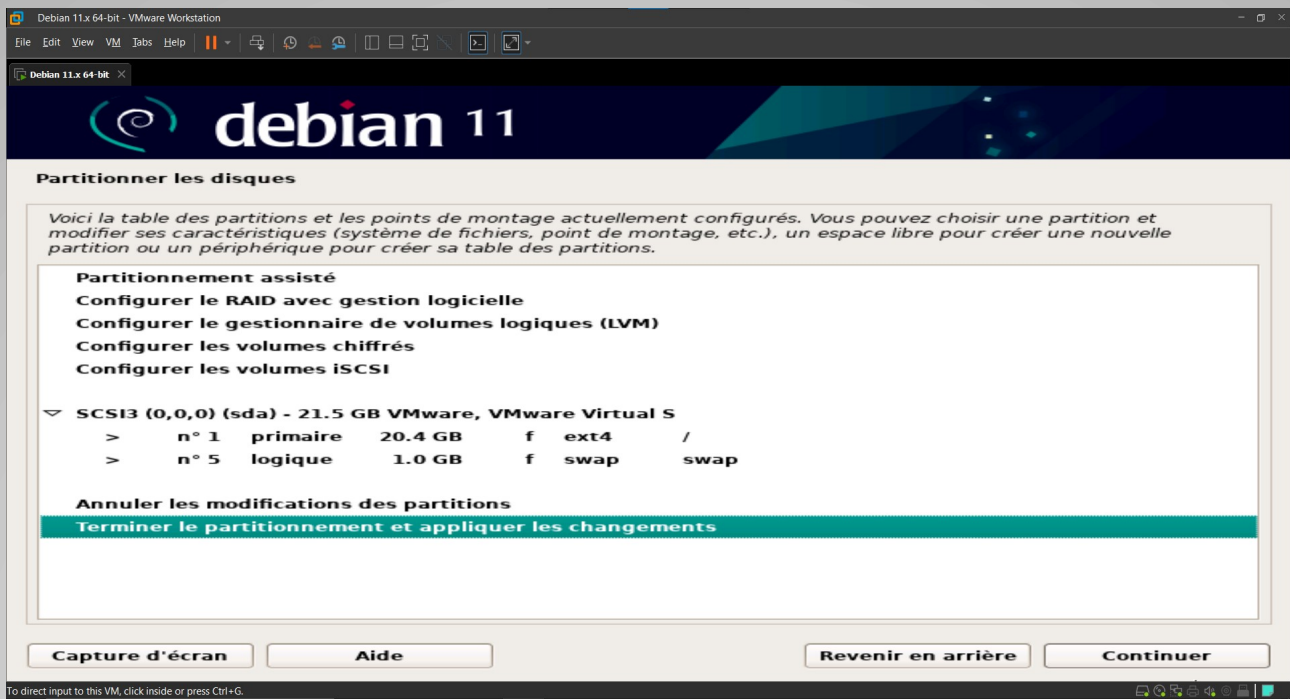 Debian 11.x 64-bit - VMware Workstation
File Edit View VM Tabs Help
Debian 11.x 64-bit
debian 11
Partitionner les disques
Voici la table des partitions et les points de montage actuellement configurés. Vous pouvez choisir une partition et
modifier ses caractéristiques (système de fichiers, point de montage, etc.), un espace libre pour créer une nouvelle
partition ou un périphérique pour créer sa table des partitions.
Partitionnement assisté
Configurer le RAID avec gestion logicielle
Configurer le gestionnaire de volumes logiques (LVM)
Configurer les volumes chiffrés
Configurer les volumes iSCSI
SCSI3 (0,0,0) (sda) - 21.5 GB VMware, VMware Virtual S
> n° 1 primaire 20.4 GB f ext4 /
> n° 5 logique 1.0 GB f swap swap
Annuler les modifications des partitions
Terminer le partitionnement et appliquer les changements
Capture d'écran Aide Revenir en arrière Continuer
To direct input to this VM, click inside or press Ctrl+G.